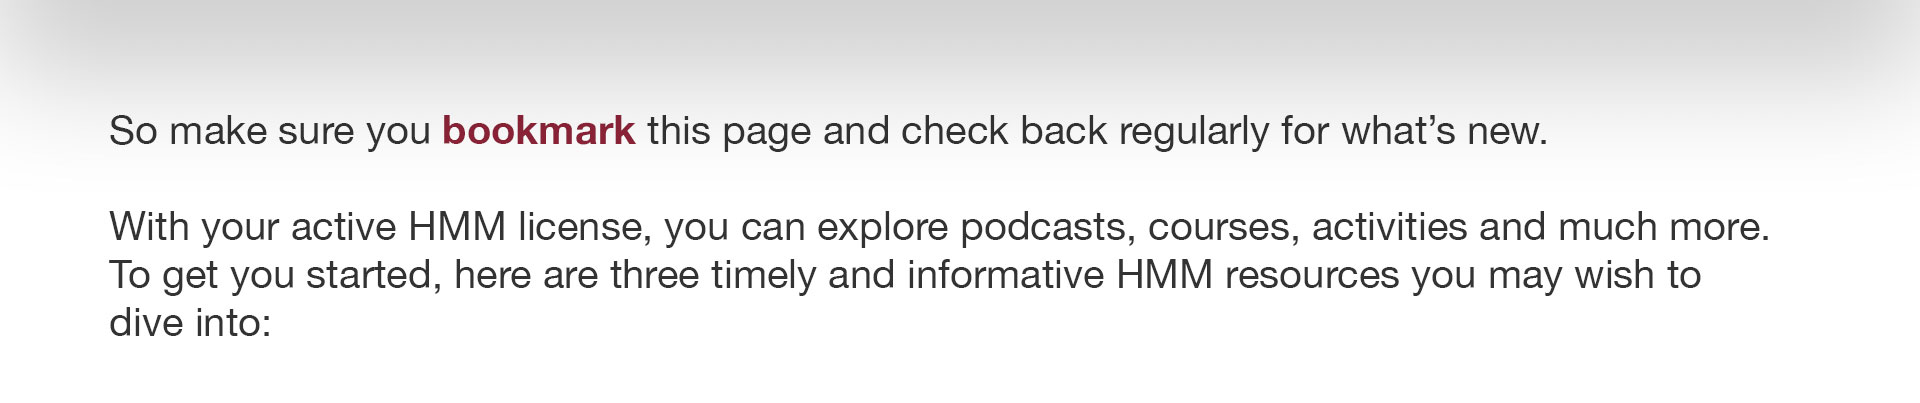 So make sure you bookmark this page and check back regularly for what’s new.
With your active HMM license, you can explore podcasts, courses, activities and much more.
To get you started, here are three timely and informative HMM resources you may wish to
dive into: